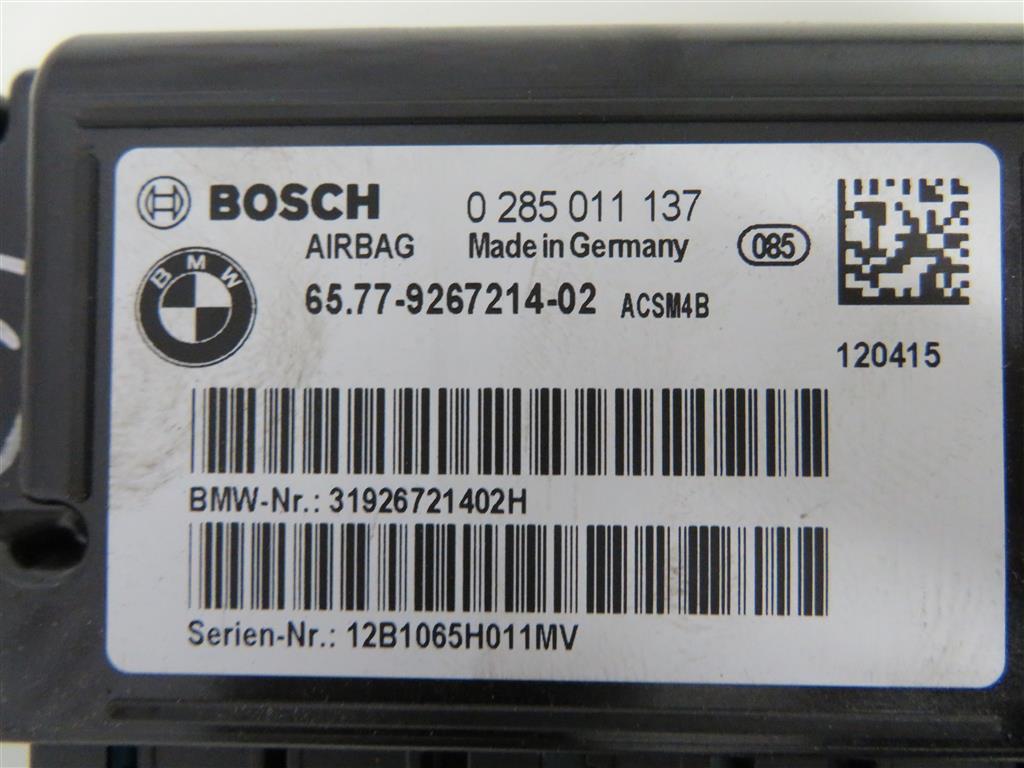 BOSCH 0 285 011 137
AIRBAG Made in Germany 085
BMW
65.77-9267214-02 ACSM4B
120415
BMW-Nr.: 31926721402H
Serien-Nr.: 12B1065H011MV